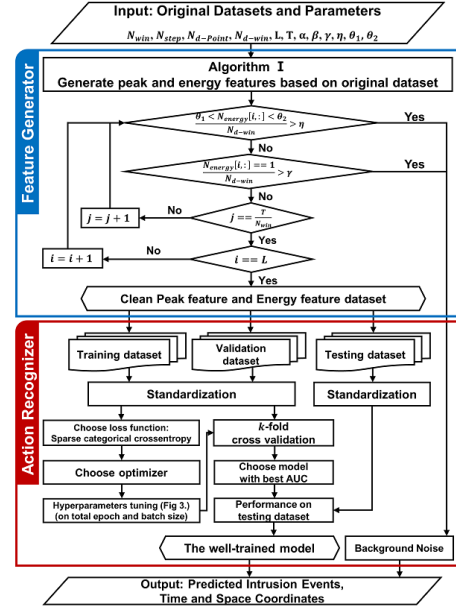 Input: Original Datasets and Parameters
N_win, N_step, N_d-Point, N_d-win, L, T, α, β, γ, η, θ₁, θ₂
Feature Generator
Algorithm I
Generate peak and energy features based on original dataset
θ₁ < N_energy[i,:] < θ₂ / N_d-win > η
Yes
No
N_energy[i,:] == 1 / N_d-win > γ
Yes
No
j = j + 1
No
j == T / N_win
Yes
i = i + 1
No
i == L
Yes
Clean Peak feature and Energy feature dataset
Action Recognizer
Training dataset
Validation dataset
Testing dataset
Standardization
Standardization
Choose loss function:
Sparse categorical crossentropy
k-fold
cross validation
Choose optimizer
Choose model
with best AUC
Hyperparameters tuning (Fig 3.)
(on total epoch and batch size)
Performance on
testing dataset
The well-trained model
Background Noise
Output: Predicted Intrusion Events,
Time and Space Coordinates